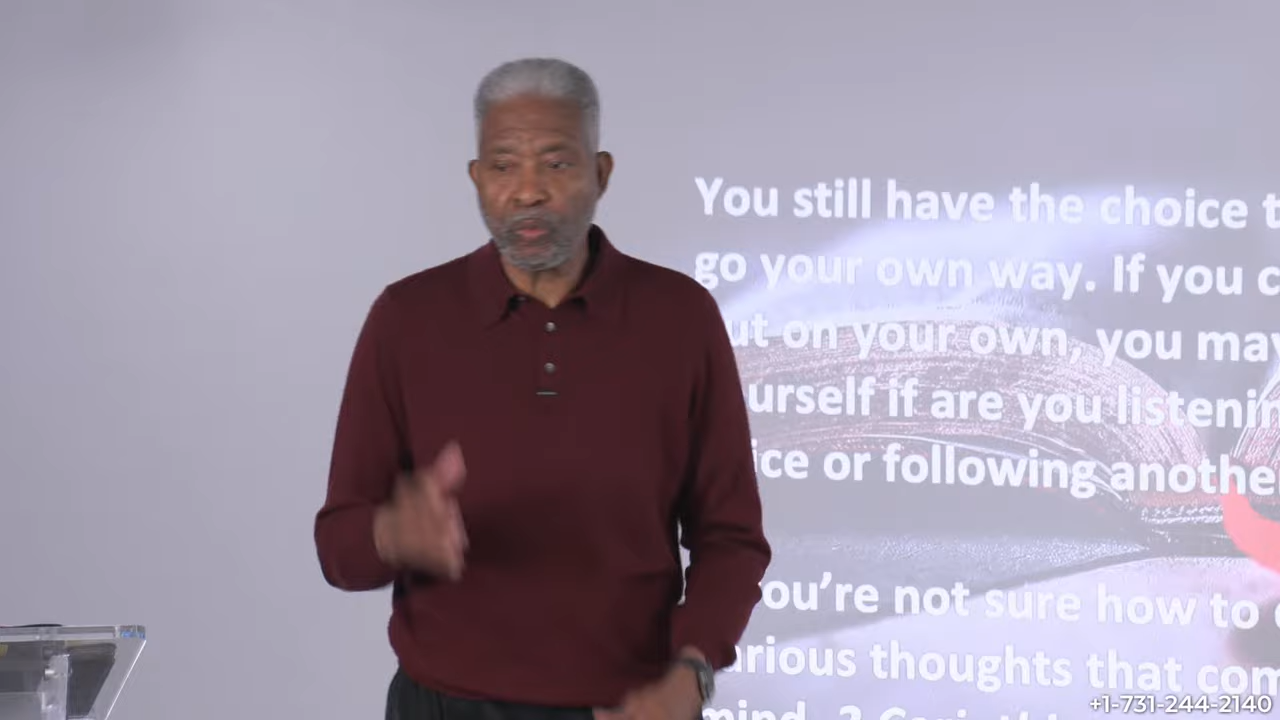 You still have the choice t
go your own way. If you c
ut on your own, you may
urself if are you listenin
ice or following anothe
ou're not sure how to
arious thoughts that com
mind. 2
+1-731-244-2140